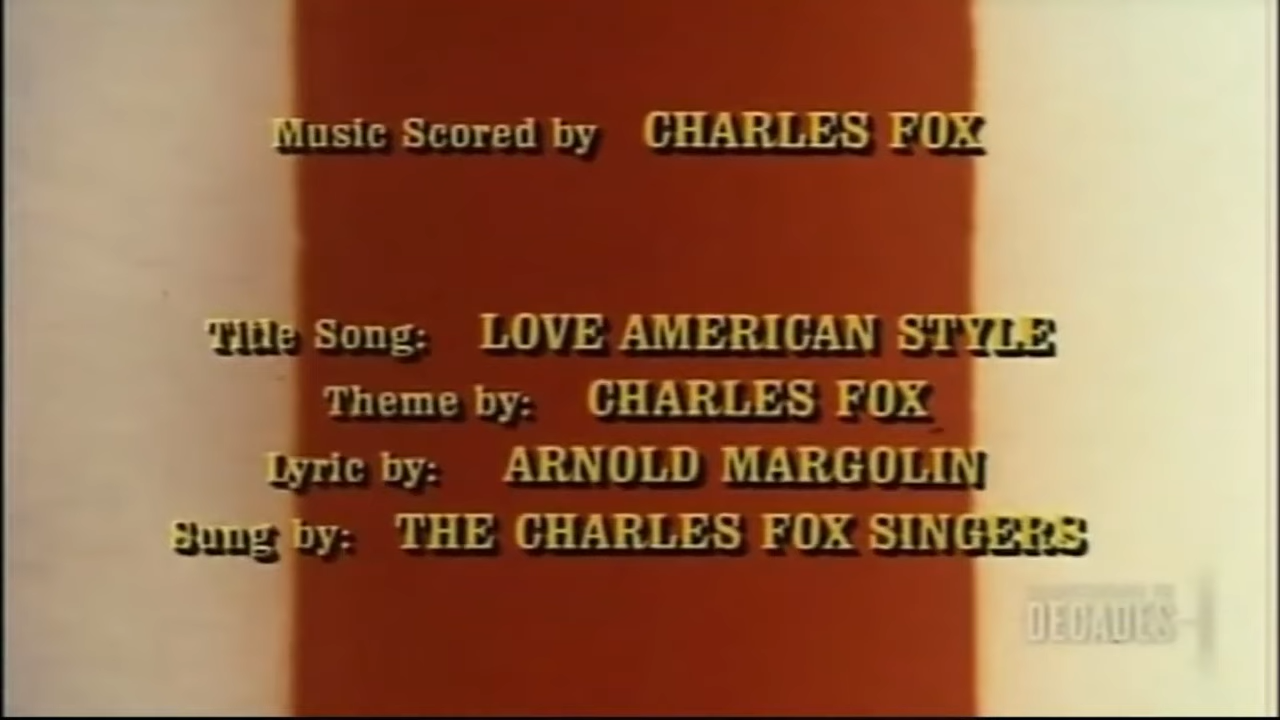 Music Scored by CHARLES FOX
Title Song: LOVE AMERICAN STYLE
Theme by: CHARLES FOX
Lyric by: ARNOLD MARGOLIN
Sung by: THE CHARLES FOX SINGERS
DECADES